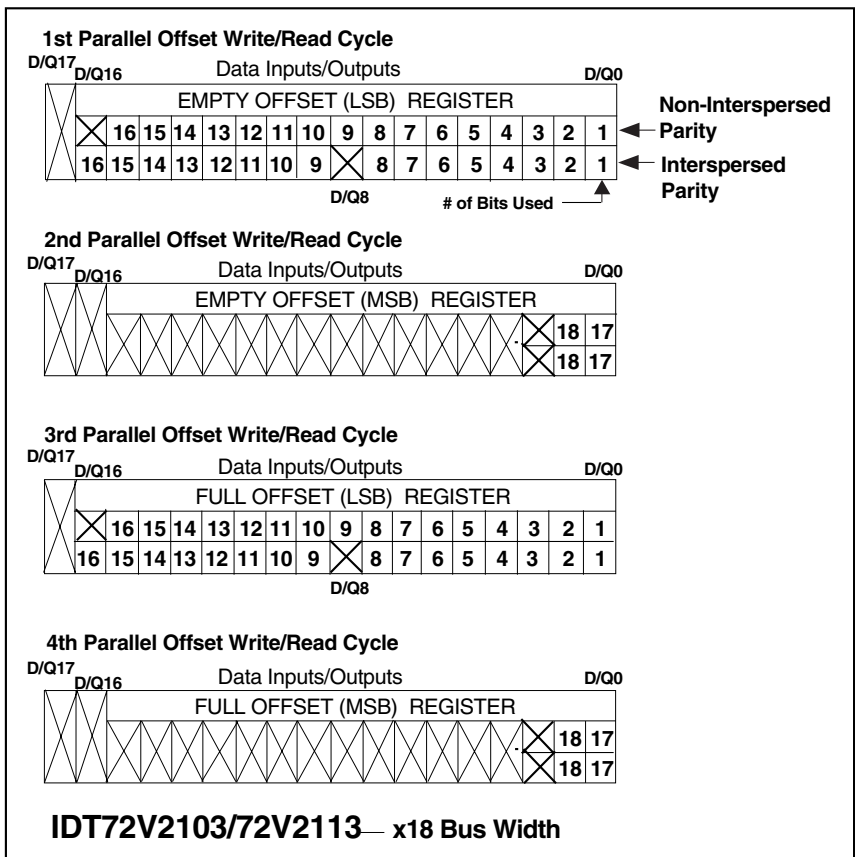 1st Parallel Offset Write/Read Cycle
D/Q17 D/Q16 Data Inputs/Outputs D/Q0
EMPTY OFFSET (LSB) REGISTER
16 15 14 13 12 11 10 9 8 7 6 5 4 3 2 1 Non-Interspersed Parity
16 15 14 13 12 11 10 9 8 7 6 5 4 3 2 1 Interspersed Parity
D/Q8 # of Bits Used
2nd Parallel Offset Write/Read Cycle
D/Q17 D/Q16 Data Inputs/Outputs D/Q0
EMPTY OFFSET (MSB) REGISTER
18 17
18 17
3rd Parallel Offset Write/Read Cycle
D/Q17 D/Q16 Data Inputs/Outputs D/Q0
FULL OFFSET (LSB) REGISTER
16 15 14 13 12 11 10 9 8 7 6 5 4 3 2 1
16 15 14 13 12 11 10 9 8 7 6 5 4 3 2 1
D/Q8
4th Parallel Offset Write/Read Cycle
D/Q17 D/Q16 Data Inputs/Outputs D/Q0
FULL OFFSET (MSB) REGISTER
18 17
18 17
IDT72V2103/72V2113— x18 Bus Width